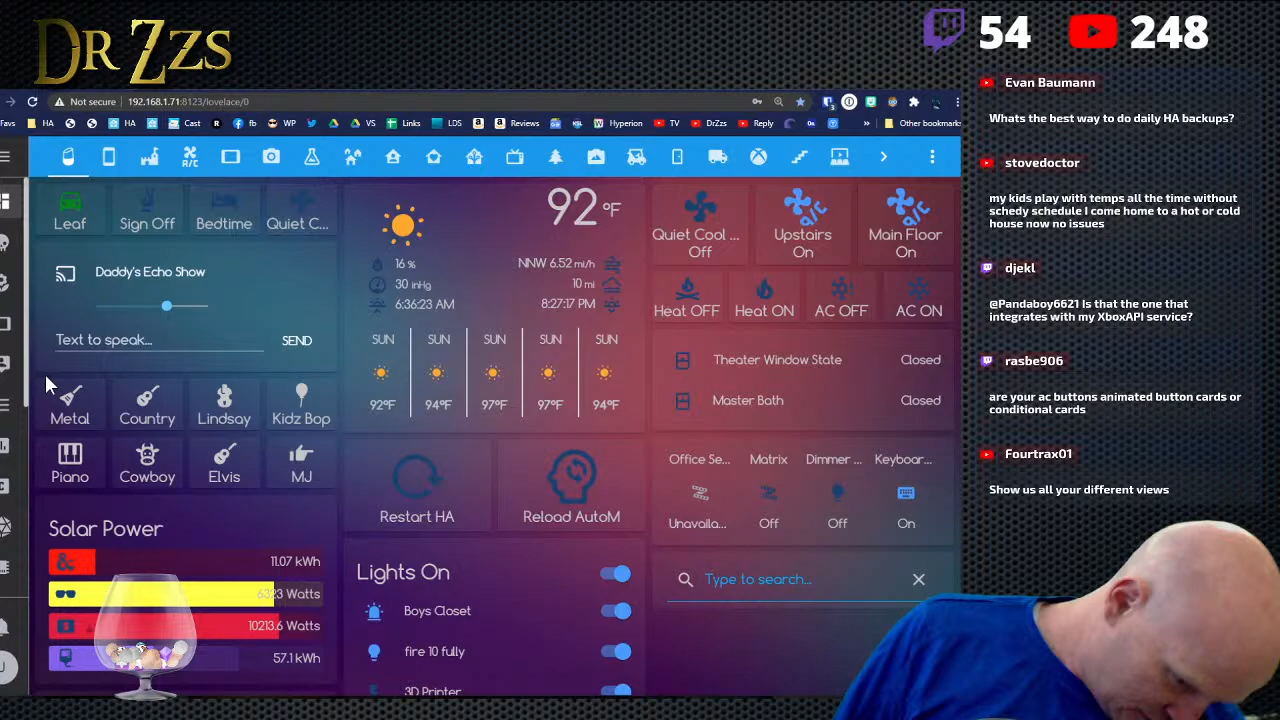 DR ZZS
54
248
Not secure
192.168.1.71:8123/lovelace/0
Favs
HA
HA
Cast
fb
WP
VS
Links
LDS
Reviews
Hyperion
TV
DrZzs
Reply
On
»
Other bookmarks
A/C
Leaf
Sign Off
Bedtime
Quiet C...
Daddy's Echo Show
Text to speak...
SEND
Metal
Country
Lindsay
Kidz Bop
Piano
Cowboy
Elvis
MJ
Solar Power
11.07 kWh
6323 Watts
10213.6 Watts
57.1 kWh
92 °F
16 %
NNW 6.52 mi/h
30 inHg
10 mi
6:36:23 AM
8:27:17 PM
SUN
SUN
SUN
SUN
SUN
92°F
94°F
97°F
97°F
94°F
Restart HA
Reload AutoM
Lights On
Boys Closet
fire 10 fully
3D Printer
Quiet Cool ...
Off
A/C
Upstairs
On
A/C
Main Floor
On
Heat OFF
Heat ON
AC OFF
AC ON
Theater Window State
Closed
Master Bath
Closed
Office Se...
Matrix
Dimmer ...
Keyboar...
Unavaila...
Off
Off
On
Type to search...
Evan Baumann
Whats the best way to do daily HA backups?
stovedoctor
my kids play with temps all the time without
schedy schedule I come home to a hot or cold
house now no issues
djekl
@Pandaboy6621 Is that the one that
integrates with my XboxAPI service?
rasbe906
are your ac buttons animated button cards or
conditional cards
Fourtrax01
Show us all your different views